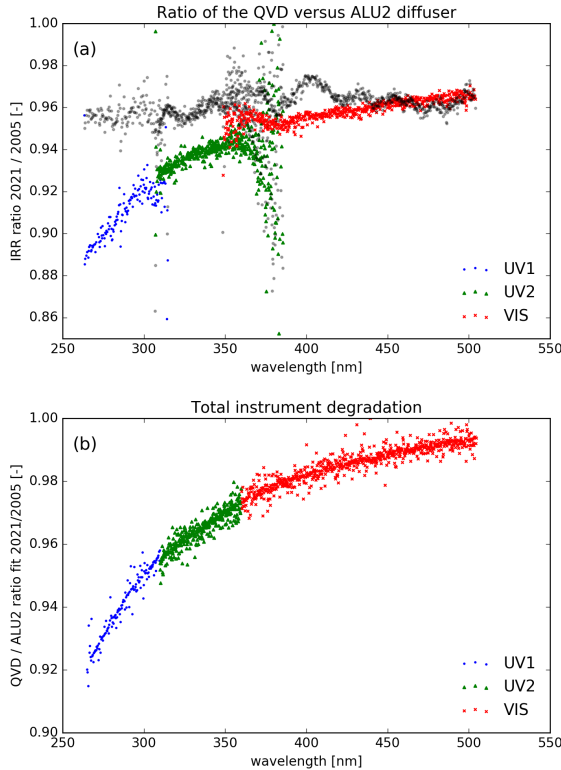 Ratio of the QVD versus ALU2 diffuser
(a)
IRR ratio 2021 / 2005 [-]
1.00
0.98
0.96
0.94
0.92
0.90
0.88
0.86
UV1
UV2
VIS
250 300 350 400 450 500 550
wavelength [nm]
Total instrument degradation
(b)
QVD / ALU2 ratio fit 2021/2005 [-]
1.00
0.98
0.96
0.94
0.92
0.90
UV1
UV2
VIS
250 300 350 400 450 500 550
wavelength [nm]